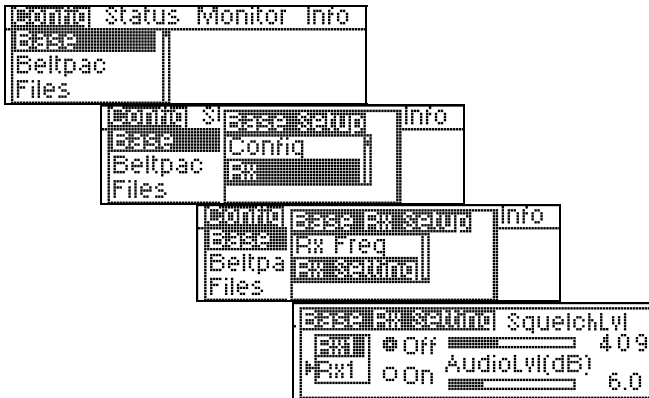 Config Status Monitor Info
Base
Beltpac
Files
Config Base Setup Info
Base Config
Beltpac Rx
Files
Config Base Rx Setup Info
Base Rx Freq
Beltpa Rx Setting
Files
Base Rx Setting SquelchLvl
Rx1 Off 409
Rx1 On AudioLvl(dB) 6.0